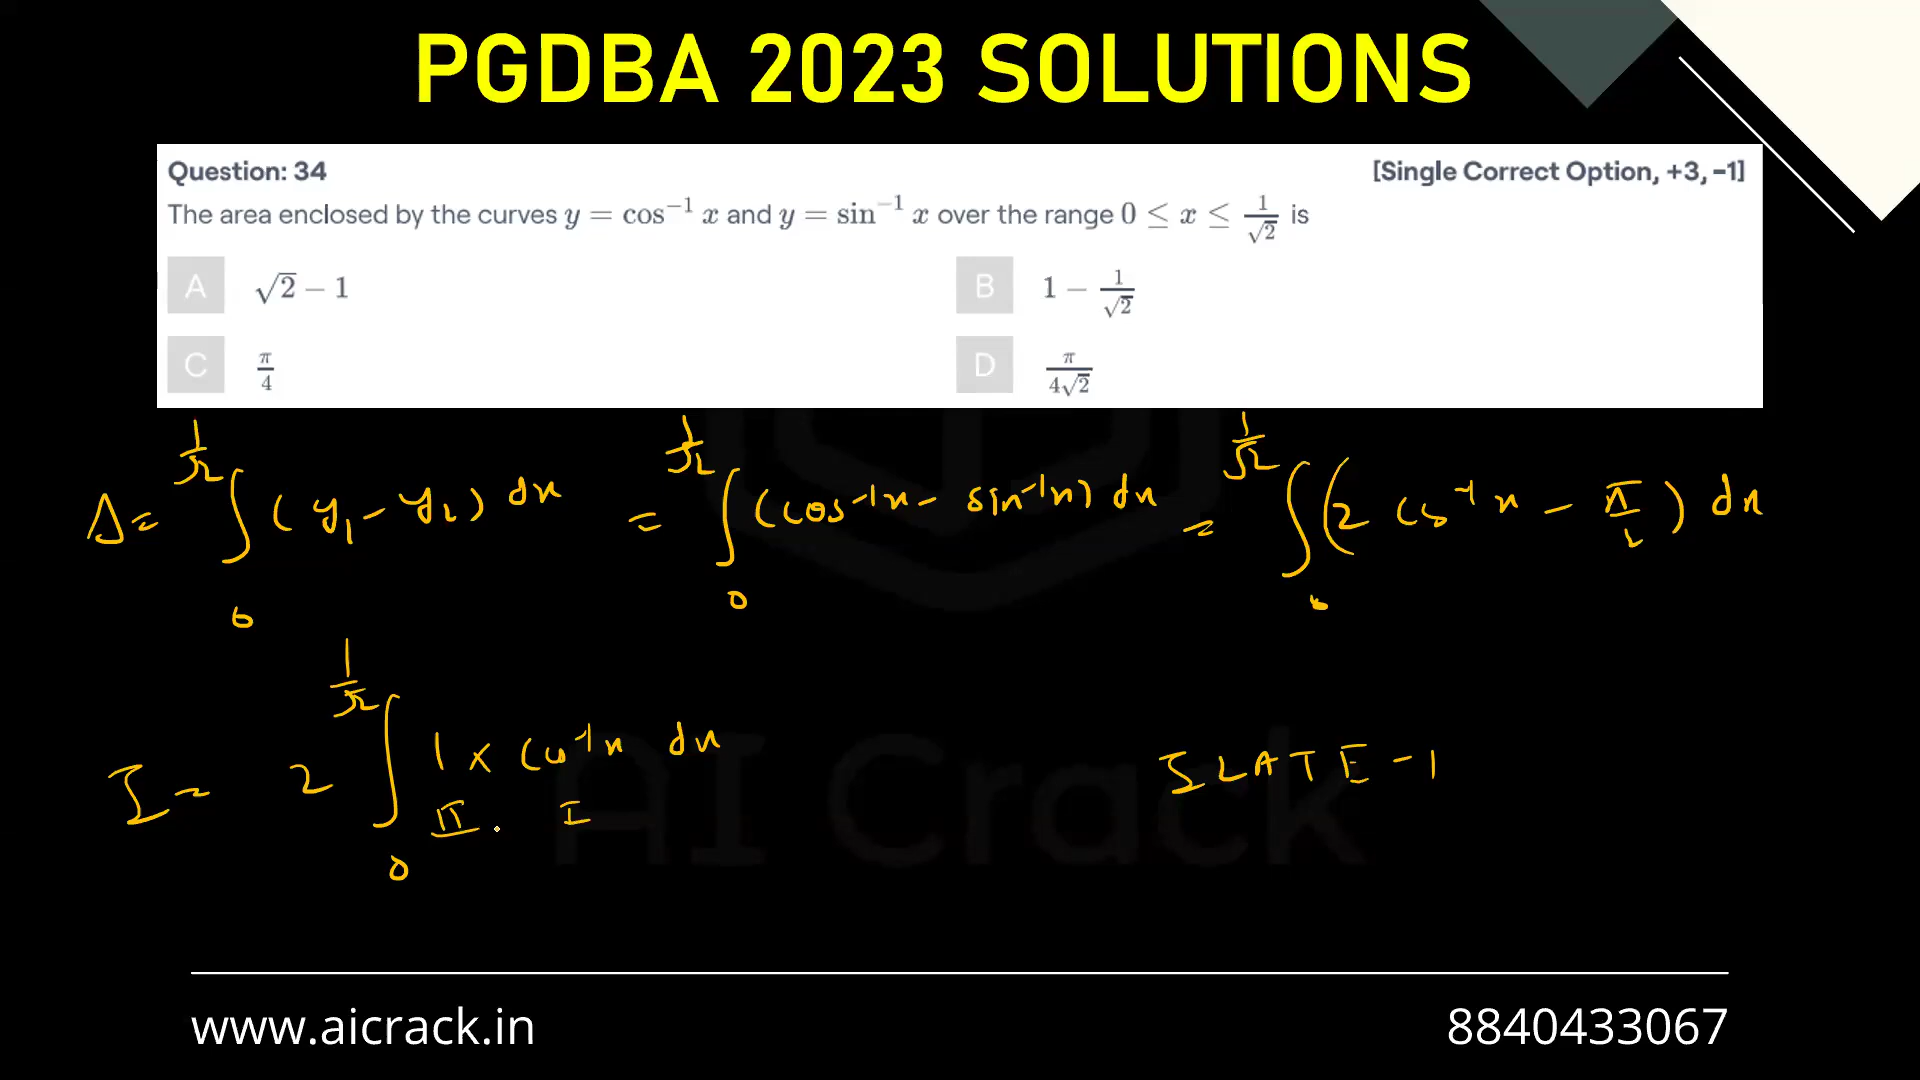 PGDBA 2023 SOLUTIONS
Question: 34 [Single Correct Option, +3, −1]
The area enclosed by the curves y = cos⁻¹ x and y = sin⁻¹ x over the range 0 ≤ x ≤ 1/√2 is
A √2 − 1 B 1 − 1/√2
C π/4 D π/(4√2)
Δ = ∫₀^(1/√2) (y₁ − y₂) dx = ∫₀^(1/√2) (cos⁻¹x − sin⁻¹x) dx = ∫₀^(1/√2) (2 cos⁻¹x − π/2) dx
I = 2 ∫₀^(1/√2) 1 × cos⁻¹x dx ILATE − 1
II . I
AI Crack
www.aicrack.in 8840433067